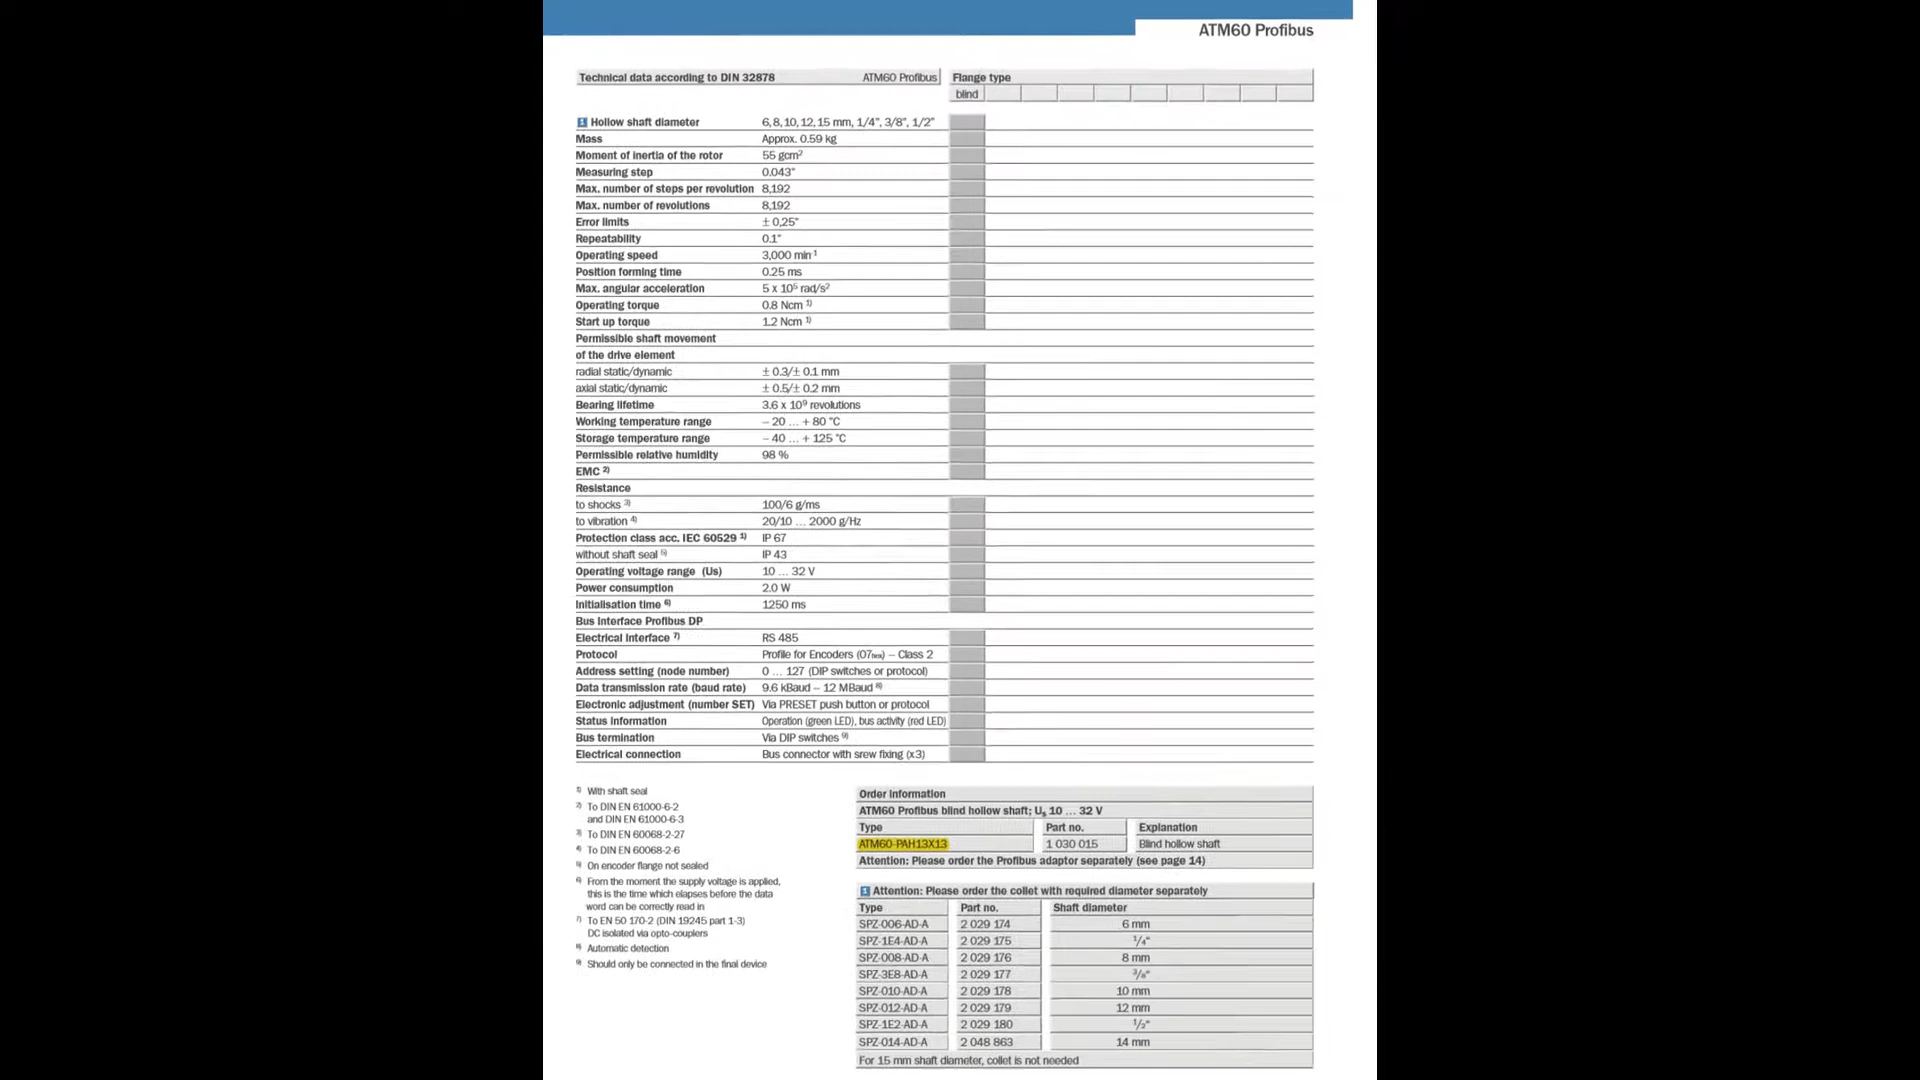 ATM60 Profibus
Technical data according to DIN 32878 ATM60 Profibus
Flange type
blind
1 Hollow shaft diameter 6, 8, 10, 12, 15 mm, 1/4", 3/8", 1/2"
Mass Approx. 0.59 kg
Moment of inertia of the rotor 55 gcm²
Measuring step 0.043°
Max. number of steps per revolution 8,192
Max. number of revolutions 8,192
Error limits ± 0,25°
Repeatability 0.1°
Operating speed 3,000 min⁻¹
Position forming time 0.25 ms
Max. angular acceleration 5 x 10⁵ rad/s²
Operating torque 0.8 Ncm 1)
Start up torque 1.2 Ncm 1)
Permissible shaft movement
of the drive element
radial static/dynamic ± 0.3/± 0.1 mm
axial static/dynamic ± 0.5/± 0.2 mm
Bearing lifetime 3.6 x 10⁹ revolutions
Working temperature range – 20 ... + 80 °C
Storage temperature range – 40 ... + 125 °C
Permissible relative humidity 98 %
EMC 2)
Resistance
to shocks 3) 100/6 g/ms
to vibration 4) 20/10 ... 2000 g/Hz
Protection class acc. IEC 60529 1) IP 67
without shaft seal 5) IP 43
Operating voltage range (Us) 10 ... 32 V
Power consumption 2.0 W
Initialisation time 6) 1250 ms
Bus Interface Profibus DP
Electrical Interface 7) RS 485
Protocol Profile for Encoders (07hex) – Class 2
Address setting (node number) 0 ... 127 (DIP switches or protocol)
Data transmission rate (baud rate) 9.6 kBaud – 12 MBaud 8)
Electronic adjustment (number SET) Via PRESET push button or protocol
Status information Operation (green LED), bus activity (red LED)
Bus termination Via DIP switches 9)
Electrical connection Bus connector with srew fixing (x3)
1) With shaft seal
2) To DIN EN 61000-6-2
and DIN EN 61000-6-3
3) To DIN EN 60068-2-27
4) To DIN EN 60068-2-6
5) On encoder flange not sealed
6) From the moment the supply voltage is applied,
this is the time which elapses before the data
word can be correctly read in
7) To EN 50 170-2 (DIN 19245 part 1-3)
DC isolated via opto-couplers
8) Automatic detection
9) Should only be connected in the final device
Order information
ATM60 Profibus blind hollow shaft; Us 10 ... 32 V
Type Part no. Explanation
ATM60-PAH13X13 1 030 015 Blind hollow shaft
Attention: Please order the Profibus adaptor separately (see page 14)
1 Attention: Please order the collet with required diameter separately
Type Part no. Shaft diameter
SPZ-006-AD-A 2 029 174 6 mm
SPZ-1E4-AD-A 2 029 175 1/4"
SPZ-008-AD-A 2 029 176 8 mm
SPZ-3E8-AD-A 2 029 177 3/8"
SPZ-010-AD-A 2 029 178 10 mm
SPZ-012-AD-A 2 029 179 12 mm
SPZ-1E2-AD-A 2 029 180 1/2"
SPZ-014-AD-A 2 048 863 14 mm
For 15 mm shaft diameter, collet is not needed